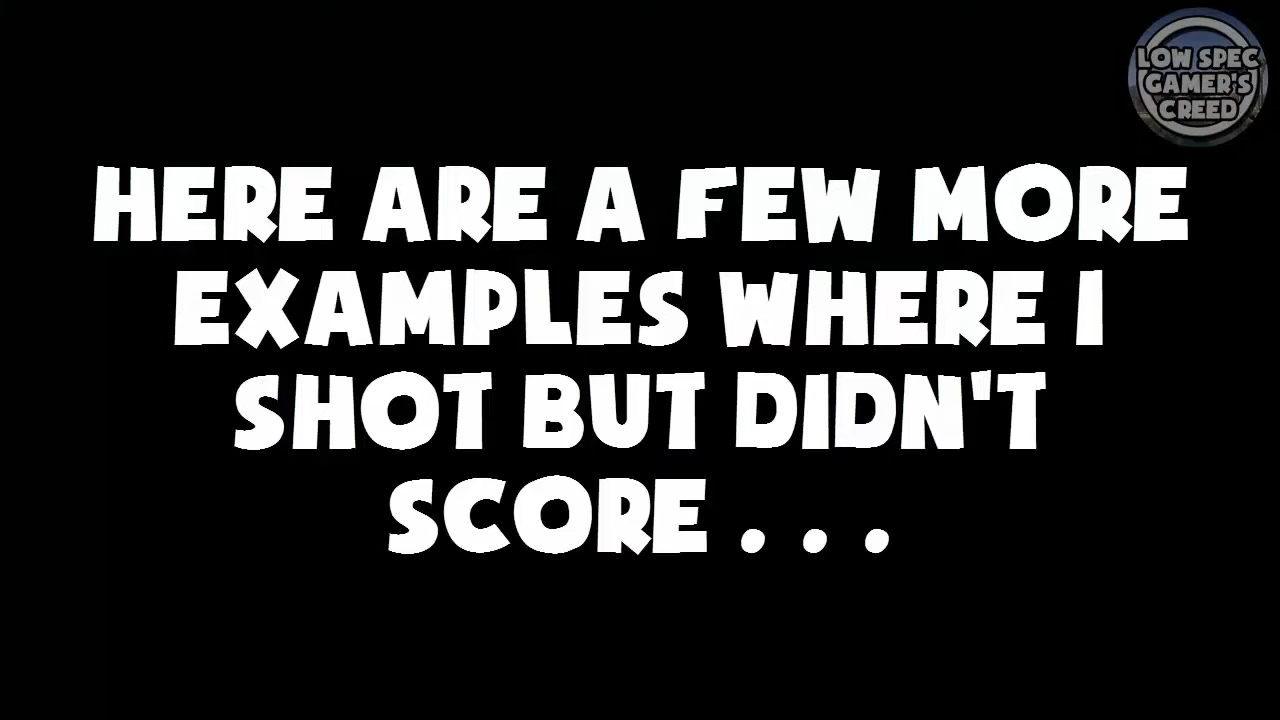 LOW SPEC
GAMER'S
CREED
HERE ARE A FEW MORE
EXAMPLES WHERE I
SHOT BUT DIDN'T
SCORE . . .